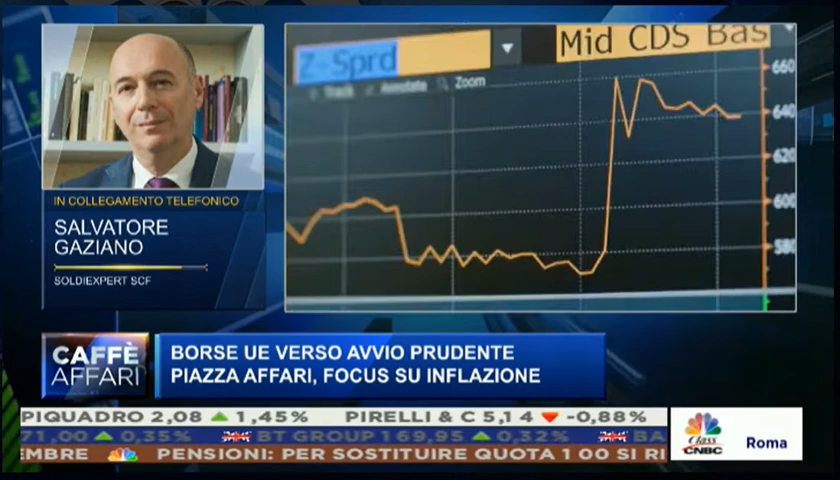 Z-Sprd
Mid CDS Bas
Track
Annotate
Zoom
660
640
620
600
580
IN COLLEGAMENTO TELEFONICO
SALVATORE
GAZIANO
SOLDIEXPERT SCF
CAFFÈ
AFFARI
BORSE UE VERSO AVVIO PRUDENTE
PIAZZA AFFARI, FOCUS SU INFLAZIONE
PIQUADRO 2,08 1,45% PIRELLI & C 5,14 -0,88%
71,00 0,35% BT GROUP 169,95 0,32% BA
EMBRE PENSIONI: PER SOSTITUIRE QUOTA 100 SI RI
Class
CNBC
Roma